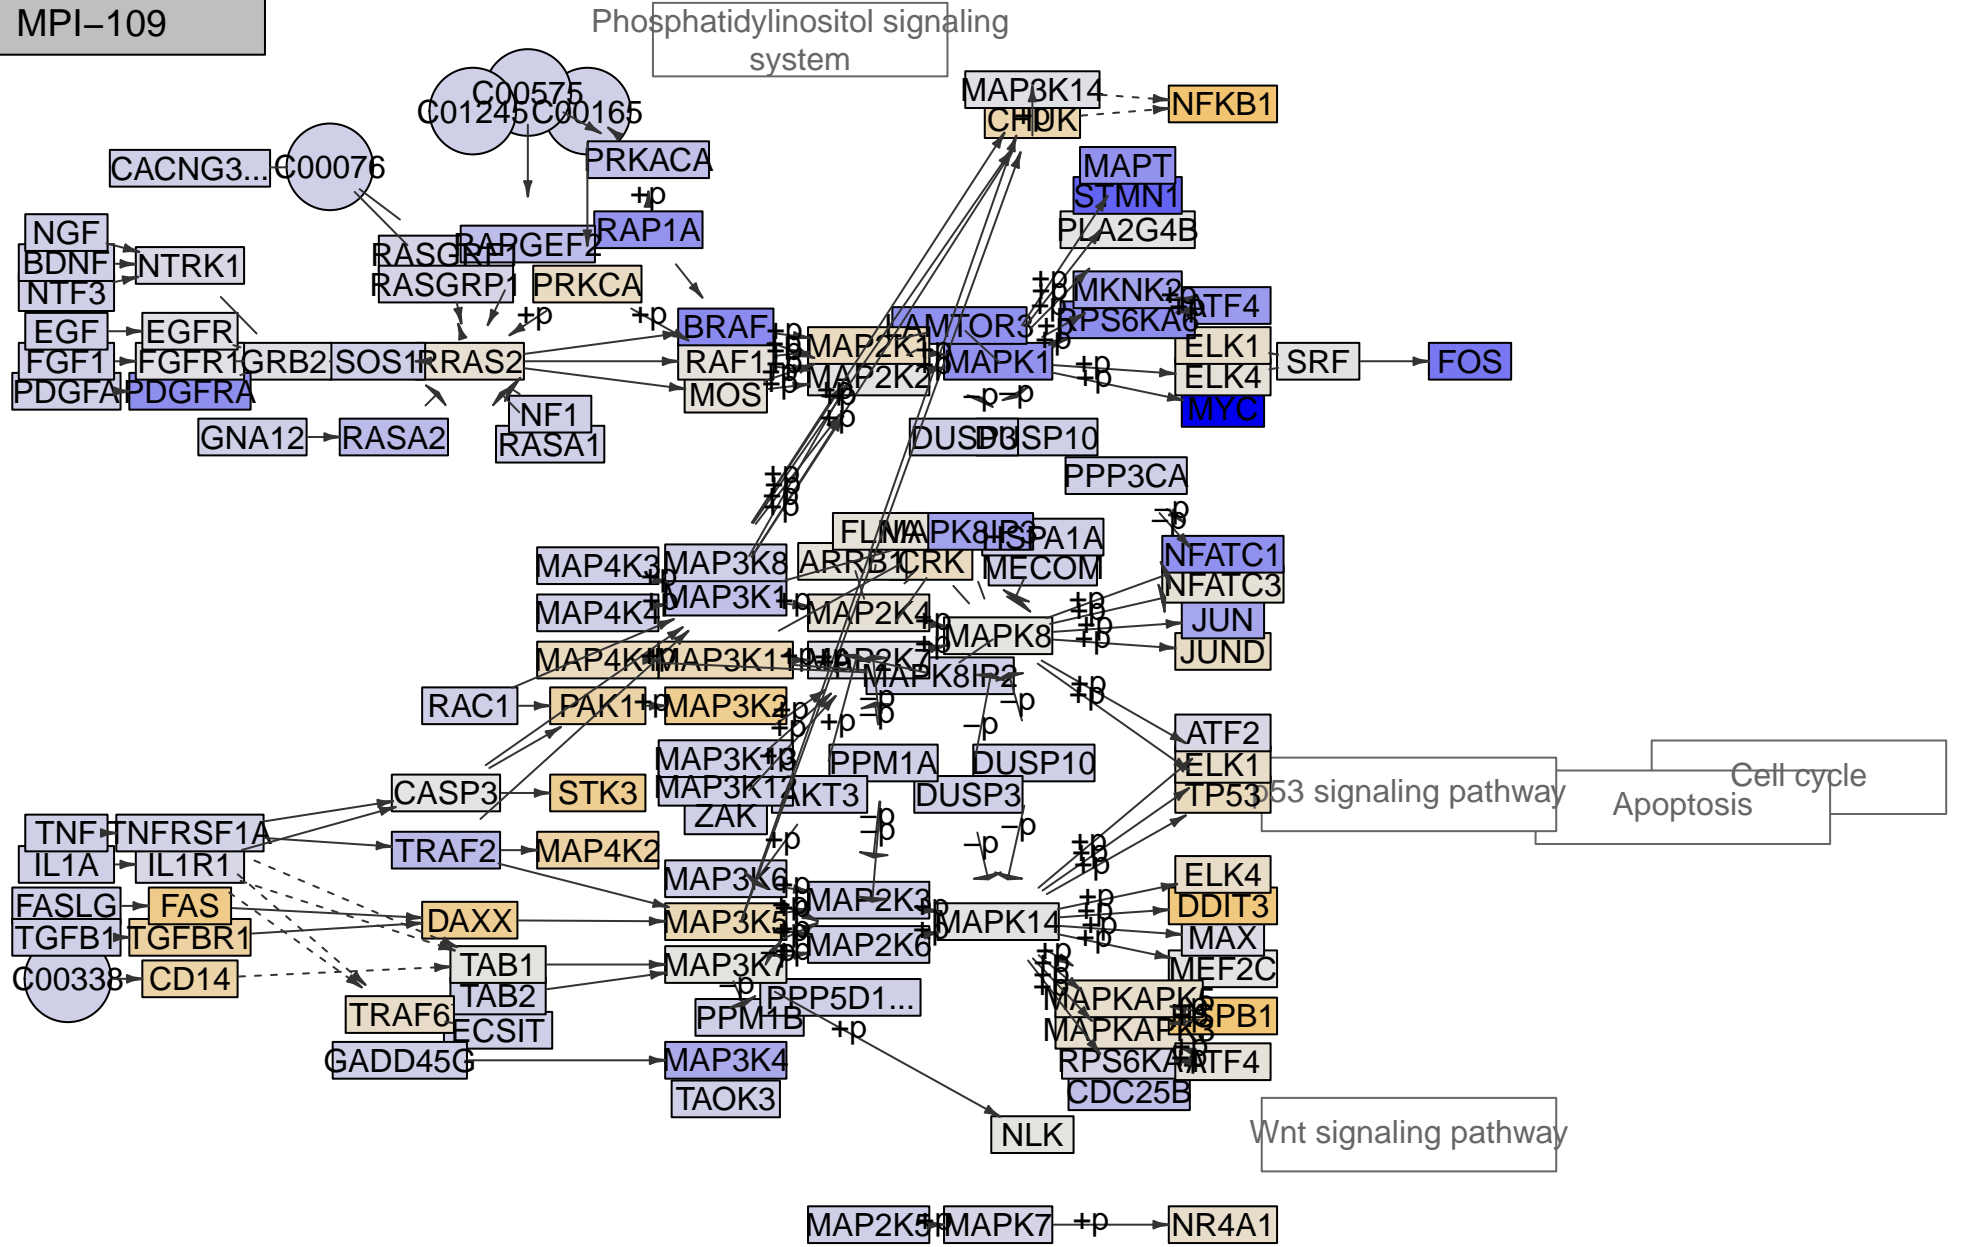 MPI−109
Phosphatidylinositol signaling
system
C00575
C01245
C00165
MAP3K14
NFKB1
CHUK
+p
CACNG3...
C00076
PRKACA
MAPT
STMN1
+p
PLA2G4B
NGF
BDNF
NTF3
NTRK1
RASGRF1
RAPGEF2
RAP1A
RASGRP1
PRKCA
+p
+p
MKNK2
ATF4
LAMTOR3
RPS6KA6
EGF
EGFR
BRAF
MAP2K1
ELK1
FGF1
FGFR1
GRB2
SOS1
RRAS2
RAF1
MAPK1
SRF
FOS
MAP2K2
ELK4
PDGFA
PDGFRA
MOS
MYC
+p
+p
−p
−p
NF1
GNA12
RASA2
RASA1
DUSP3
DUSP10
PPP3CA
+p
+p
+p
−p
−p
FLNA
MAPK8IP3
HSPA1A
MAP4K3
MAP3K8
ARRB1
CRK
MECOM
NFATC1
NFATC3
MAP4K4
MAP3K1
MAP2K4
MAPK8
JUN
+p
+p
+p
+p
JUND
MAP3K11
MAP2K7
MAPK8IP2
RAC1
PAK1
+p
MAP3K2
+p
+p
+p
−p
−p
−p
+p
+p
ATF2
ELK1
TP53
PPM1A
DUSP10
MAP3K12
AKT3
DUSP3
ZAK
CASP3
STK3
p53 signaling pathway
Cell cycle
Apoptosis
TNF
TNFRSF1A
+p
−p
−p
−p
−p
IL1A
IL1R1
TRAF2
MAP4K2
MAP3K6
ELK4
FASLG
FAS
DAXX
MAP3K5
MAP2K3
MAPK14
DDIT3
TGFB1
TGFBR1
MAP2K6
MAX
C00338
CD14
TAB1
MAP3K7
MEF2C
TAB2
−p
PPP5D1...
MAPKAPK5
HSPB1
TRAF6
ECSIT
PPM1B
+p
MAPKAPK3
GADD45G
MAP3K4
ATF4
TAOK3
CDC25B
NLK
Wnt signaling pathway
MAP2K5
+p
MAPK7
+p
NR4A1